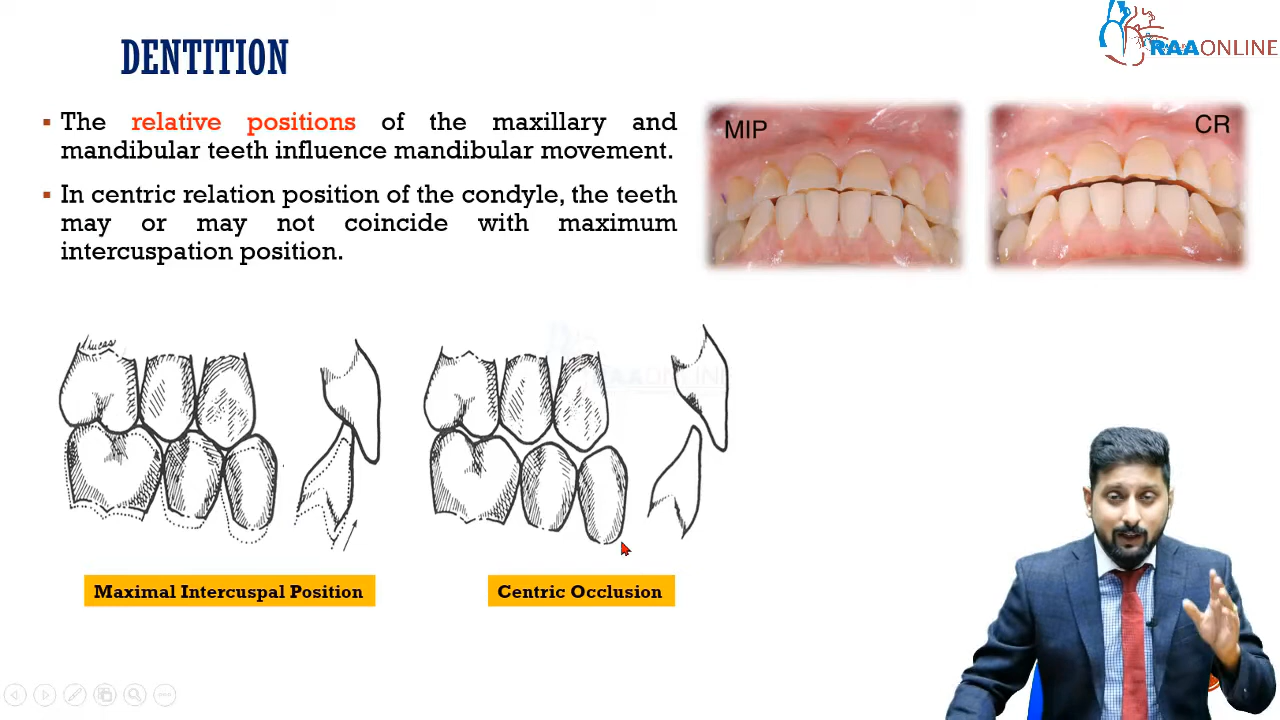 DENTITION
RAAONLINE
The relative positions of the maxillary and
mandibular teeth influence mandibular movement.
In centric relation position of the condyle, the teeth
may or may not coincide with maximum
intercuspation position.
MIP
CR
Maximal Intercuspal Position
Centric Occlusion